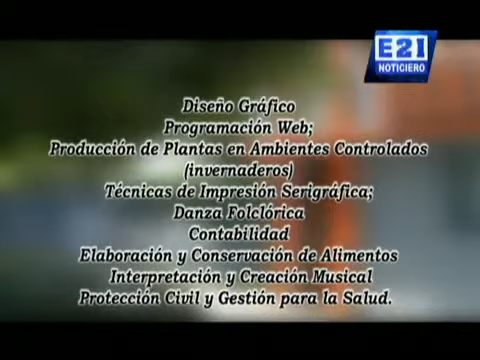 E21
NOTICIERO
Diseño Gráfico
Programación Web;
Producción de Plantas en Ambientes Controlados
(invernaderos)
Técnicas de Impresión Serigráfica;
Danza Folclórica
Contabilidad
Elaboración y Conservación de Alimentos
Interpretación y Creación Musical
Protección Civil y Gestión para la Salud.